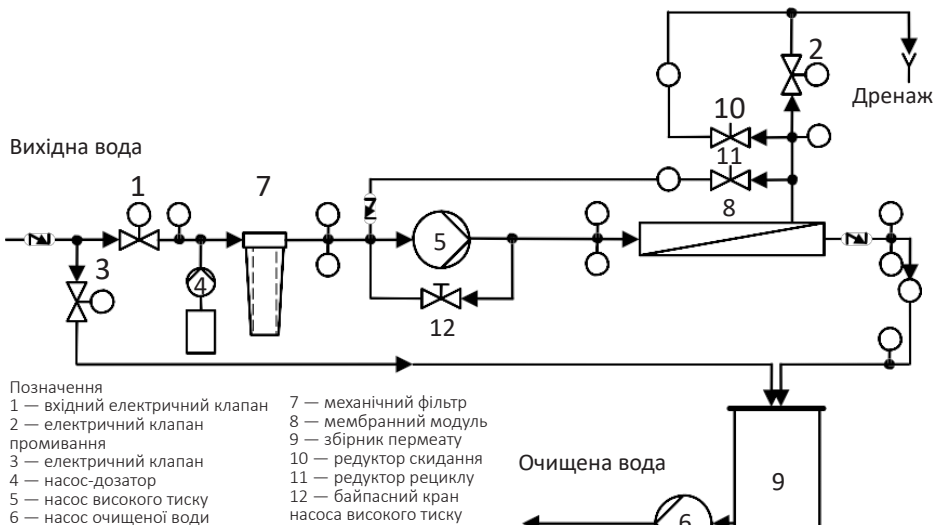 2
Дренаж
10
Вихідна вода
11
1
7
8
5
3
4
12
Позначення
1 — вхідний електричний клапан
2 — електричний клапан
промивання
3 — електричний клапан
4 — насос-дозатор
5 — насос високого тиску
6 — насос очищеної води
7 — механічний фільтр
8 — мембранний модуль
9 — збірник пермеату
10 — редуктор скидання
11 — редуктор рециклу
12 — байпасний кран
насоса високого тиску
Очищена вода
9
6